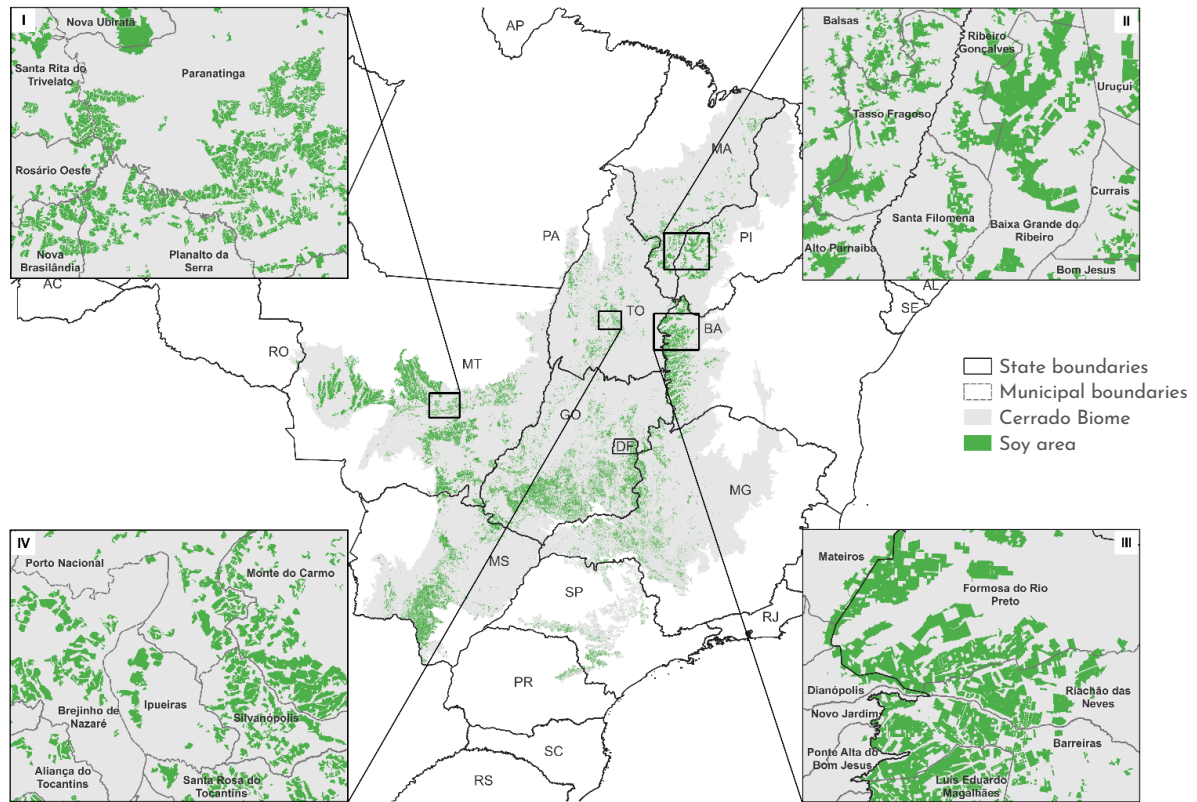 I
Nova Ubiratã
Santa Rita do
Trivelato
Paranatinga
Rosário Oeste
Nova
Brasilândia
Planalto da
Serra
II
Balsas
Ribeiro
Gonçalves
Uruçuí
Tasso Fragoso
Currais
Santa Filomena
Baixa Grande do
Ribeiro
Alto Parnaiba
Bom Jesus
AP
MA
PA
PI
TO
BA
AL
SE
AC
RO
MT
GO
DF
MG
MS
SP
RJ
PR
SC
RS
State boundaries
Municipal boundaries
Cerrado Biome
Soy area
IV
Porto Nacional
Monte do Carmo
Brejinho de
Nazaré
Ipueiras
Silvanópolis
Aliança do
Tocantins
Santa Rosa do
Tocantins
III
Mateiros
Formosa do Rio
Preto
Dianópolis
Riachão das
Neves
Novo Jardim
Barreiras
Ponte Alta do
Bom Jesus
Luís Eduardo
Magalhães